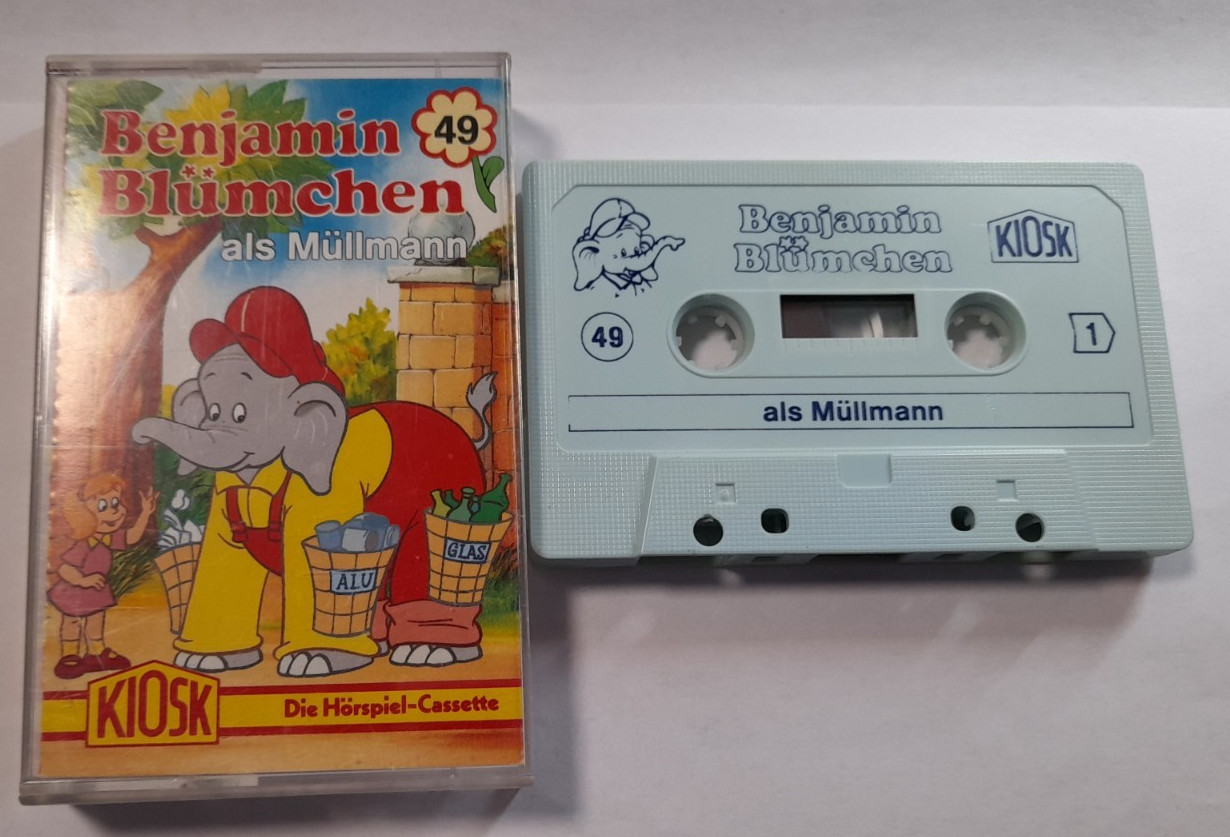 Benjamin
Blümchen
49
als Müllmann
ALU
GLAS
KIOSK
Die Hörspiel-Cassette
Benjamin
Blümchen
KIOSK
49
1
als Müllmann